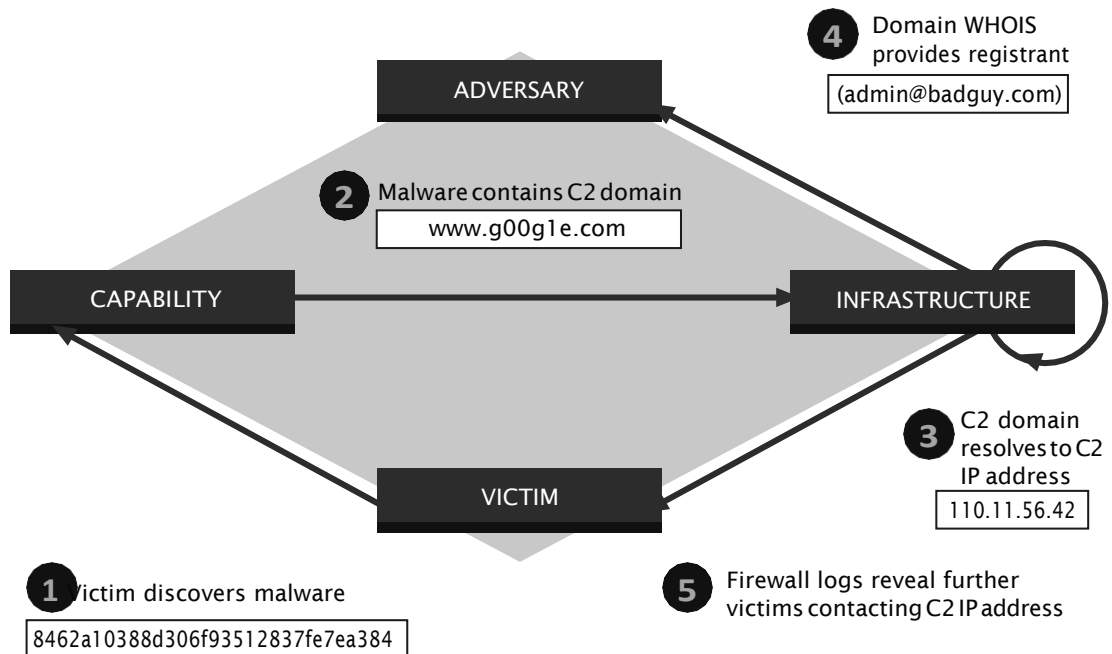 4
Domain WHOIS
provides registrant
(admin@badguy.com)
ADVERSARY
2
Malware contains C2 domain
www.g00g1e.com
CAPABILITY
INFRASTRUCTURE
3
C2 domain
resolves to C2
IP address
110.11.56.42
VICTIM
1
Victim discovers malware
8462a10388d306f93512837fe7ea384
5
Firewall logs reveal further
victims contacting C2 IP address